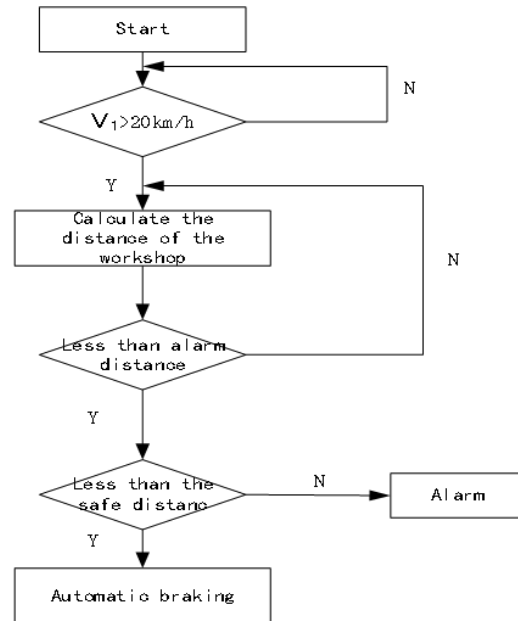 Start
N
V₁>20km/h
Y
Calculate the
distance of the
workshop
N
Less than alarm
distance
Y
Less than the
safe distanc
N
Alarm
Y
Automatic braking